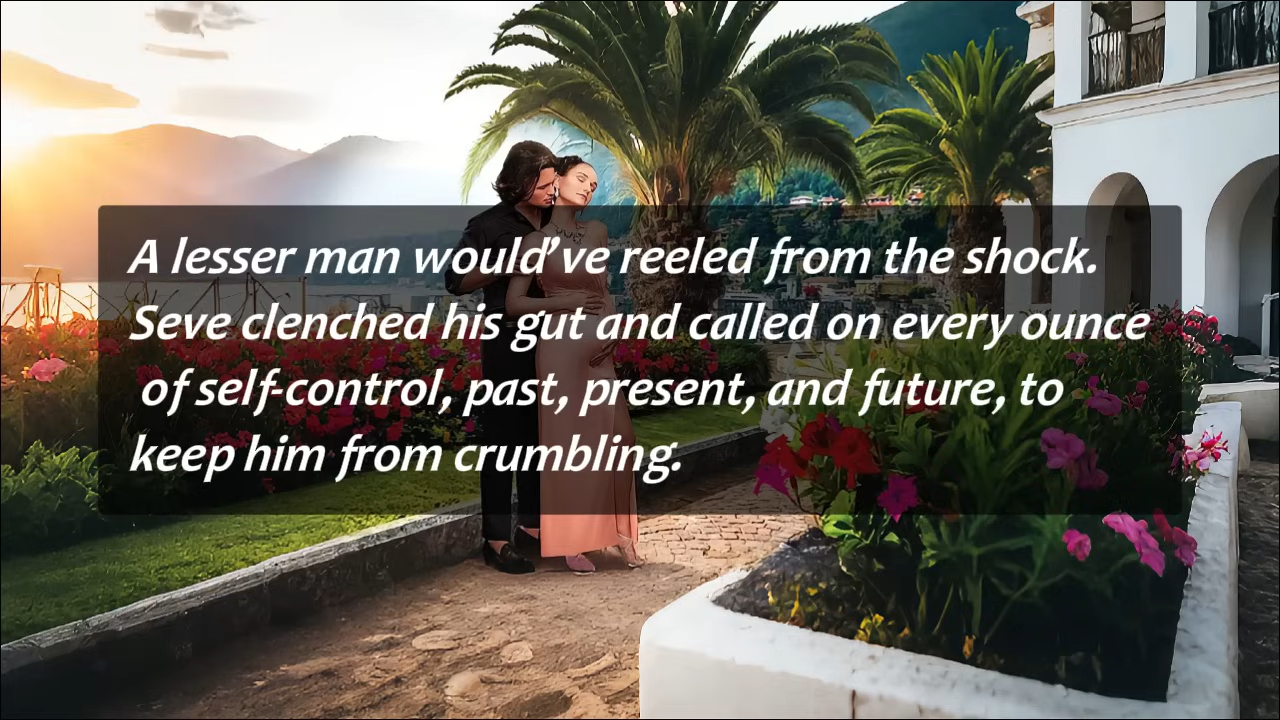 A lesser man would've reeled from the shock.
Seve clenched his gut and called on every ounce
of self-control, past, present, and future, to
keep him from crumbling.